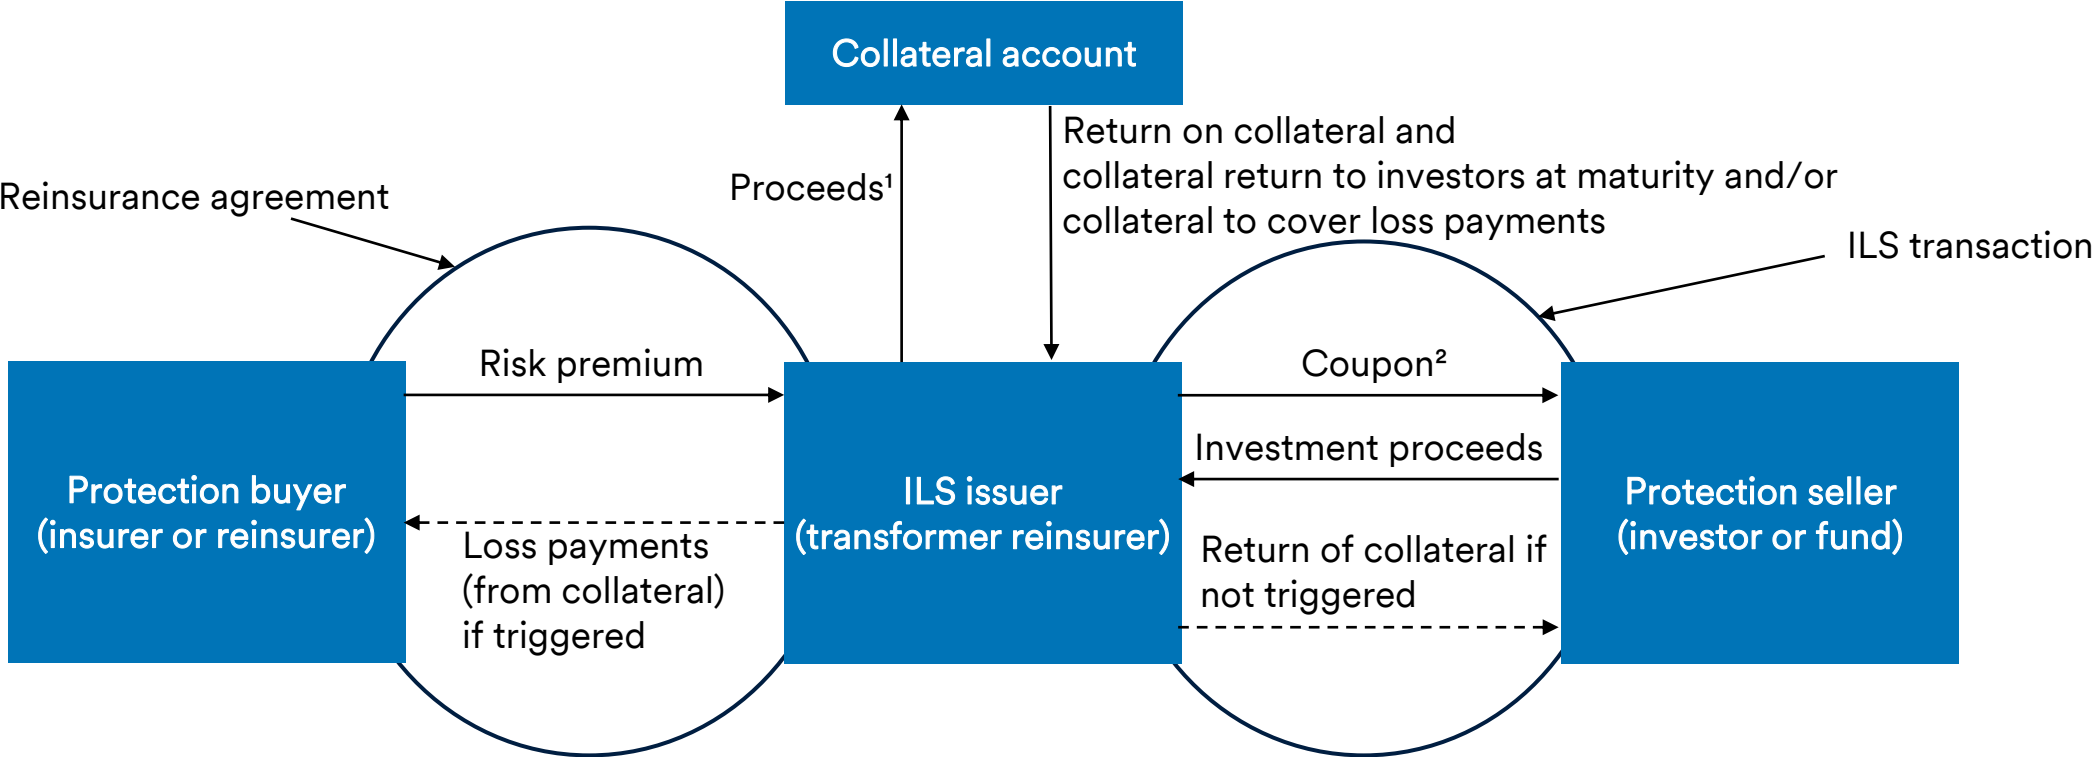 Collateral account
Return on collateral and
collateral return to investors at maturity and/or
collateral to cover loss payments
Proceeds¹
Reinsurance agreement
ILS transaction
Risk premium
Coupon²
Investment proceeds
Protection buyer
(insurer or reinsurer)
ILS issuer
(transformer reinsurer)
Protection seller
(investor or fund)
Loss payments
(from collateral)
if triggered
Return of collateral if
not triggered